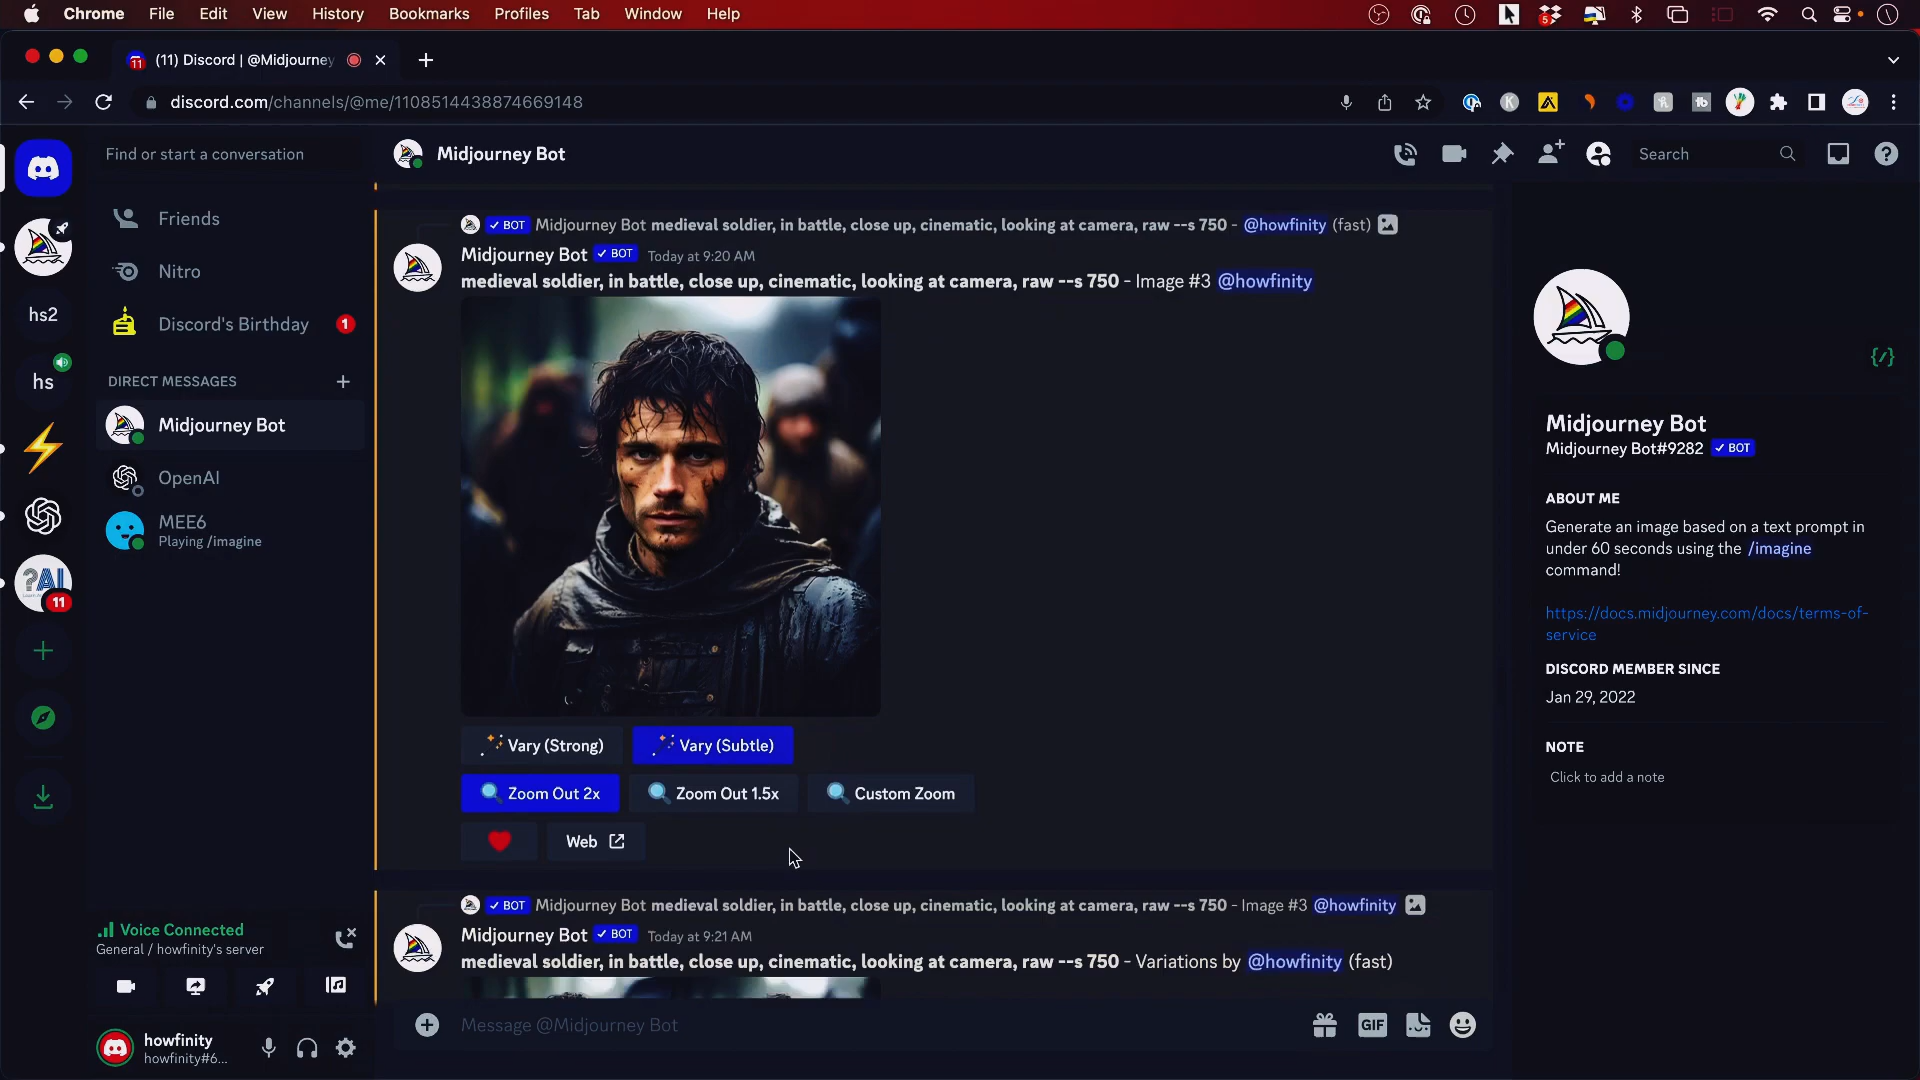 Chrome File Edit View History Bookmarks Profiles Tab Window Help
5
11 (11) Discord | @Midjourney
discord.com/channels/@me/1108514438874669148
Find or start a conversation
Midjourney Bot
Search
Friends
Nitro
Discord's Birthday 1
DIRECT MESSAGES
Midjourney Bot
OpenAI
MEE6
Playing /imagine
hs2
hs
?AI
11
BOT Midjourney Bot medieval soldier, in battle, close up, cinematic, looking at camera, raw --s 750 - @howfinity (fast)
Midjourney Bot BOT Today at 9:20 AM
medieval soldier, in battle, close up, cinematic, looking at camera, raw --s 750 - Image #3 @howfinity
Vary (Strong) Vary (Subtle)
Zoom Out 2x Zoom Out 1.5x Custom Zoom
Web
BOT Midjourney Bot medieval soldier, in battle, close up, cinematic, looking at camera, raw --s 750 - Image #3 @howfinity
Midjourney Bot BOT Today at 9:21 AM
medieval soldier, in battle, close up, cinematic, looking at camera, raw --s 750 - Variations by @howfinity (fast)
Message @Midjourney Bot
GIF
Voice Connected
General / howfinity's server
howfinity
howfinity#6...
Midjourney Bot
Midjourney Bot#9282 BOT
ABOUT ME
Generate an image based on a text prompt in
under 60 seconds using the /imagine
command!
https://docs.midjourney.com/docs/terms-of-
service
DISCORD MEMBER SINCE
Jan 29, 2022
NOTE
Click to add a note